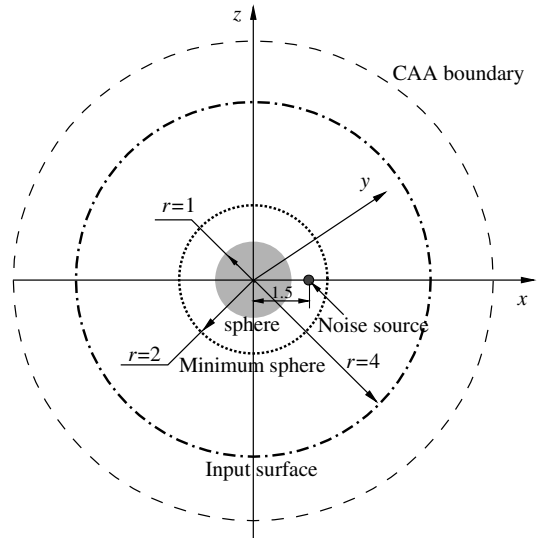 z
CAA boundary
y
r=1
1.5
x
sphere
Noise source
r=2
Minimum sphere
r=4
Input surface